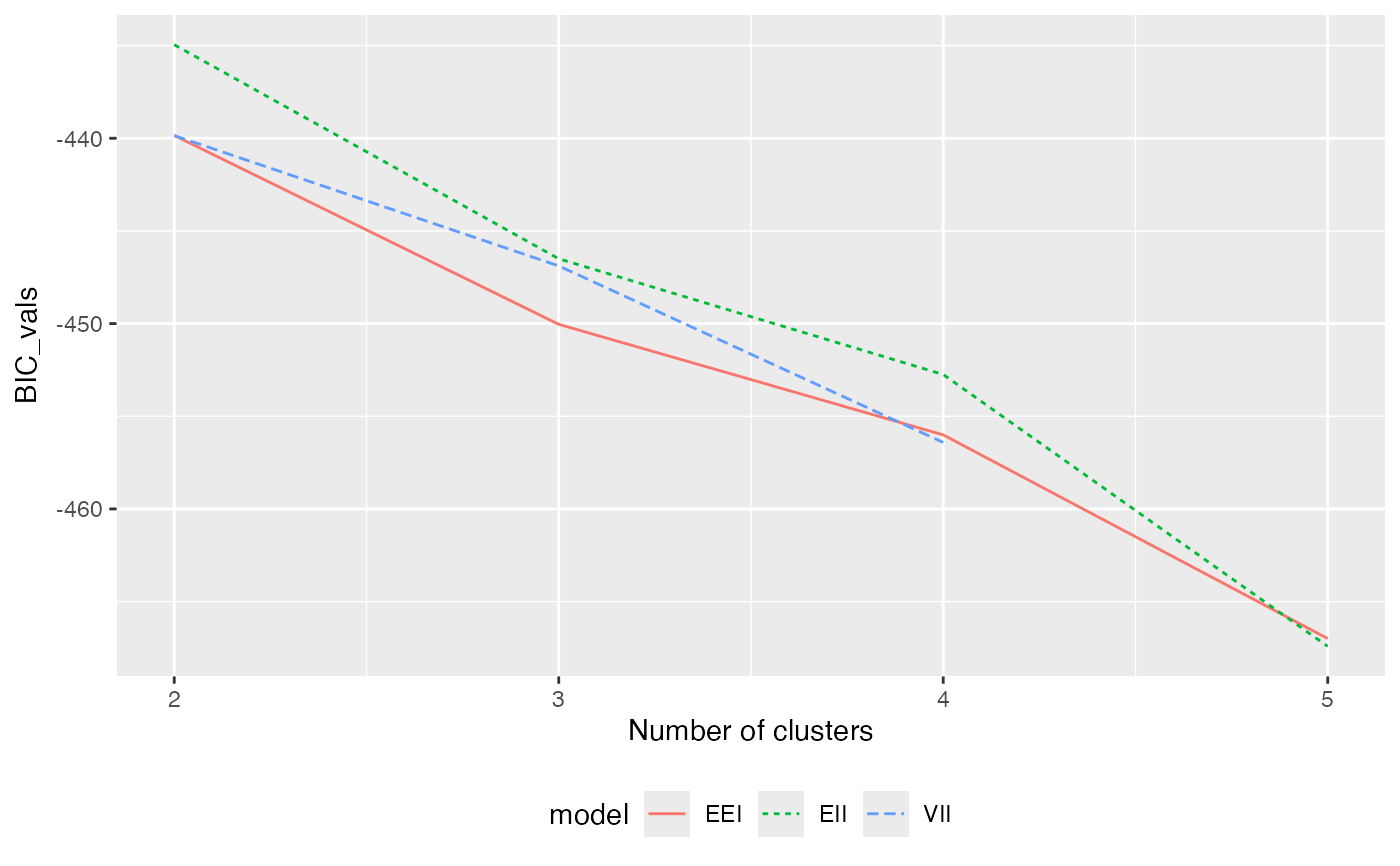 BIC_vals
-440
-450
-460
2 3 4 5
Number of clusters
model EEI EII VII